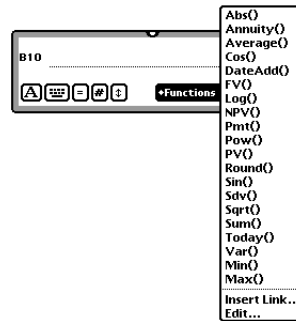 B10
A = # ↕ ♦Functions
Abs()
Annuity()
Average()
Cos()
DateAdd()
FV()
Log()
NPV()
Pmt()
Pow()
PV()
Round()
Sin()
Sdv()
Sqrt()
Sum()
Today()
Var()
Min()
Max()
Insert Link...
Edit...